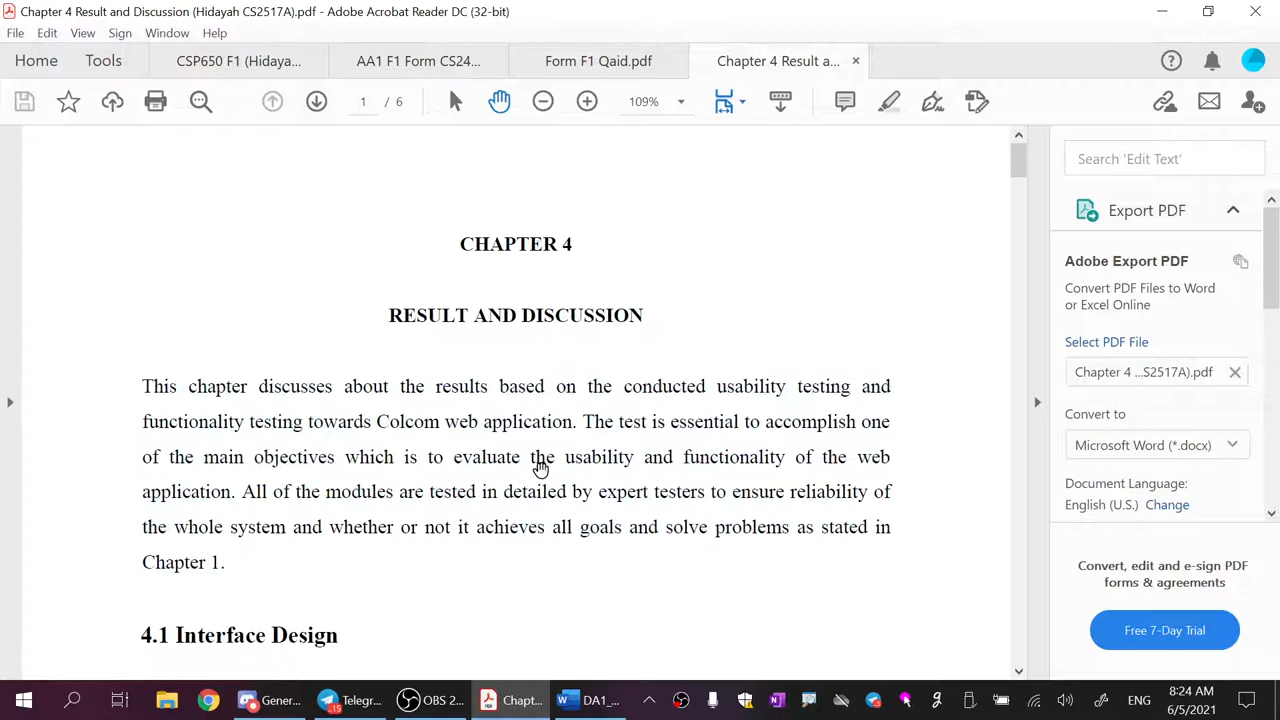 Chapter 4 Result and Discussion (Hidayah CS2517A).pdf - Adobe Acrobat Reader DC (32-bit)
File Edit View Sign Window Help
Home Tools CSP650 F1 (Hidaya... AA1 F1 Form CS24... Form F1 Qaid.pdf Chapter 4 Result a... ×
1 / 6 109%
Search 'Edit Text'
Export PDF
Adobe Export PDF
Convert PDF Files to Word
or Excel Online
Select PDF File
Chapter 4 ...S2517A).pdf
Convert to
Microsoft Word (*.docx)
Document Language:
English (U.S.) Change
Convert, edit and e-sign PDF
forms & agreements
Free 7-Day Trial
CHAPTER 4
RESULT AND DISCUSSION
This chapter discusses about the results based on the conducted usability testing and
functionality testing towards Colcom web application. The test is essential to accomplish one
of the main objectives which is to evaluate the usability and functionality of the web
application. All of the modules are tested in detailed by expert testers to ensure reliability of
the whole system and whether or not it achieves all goals and solve problems as stated in
Chapter 1.
4.1 Interface Design
Gener... Telegr... 15 OBS 2... Chapt... DA1_... ENG 8:24 AM
6/5/2021